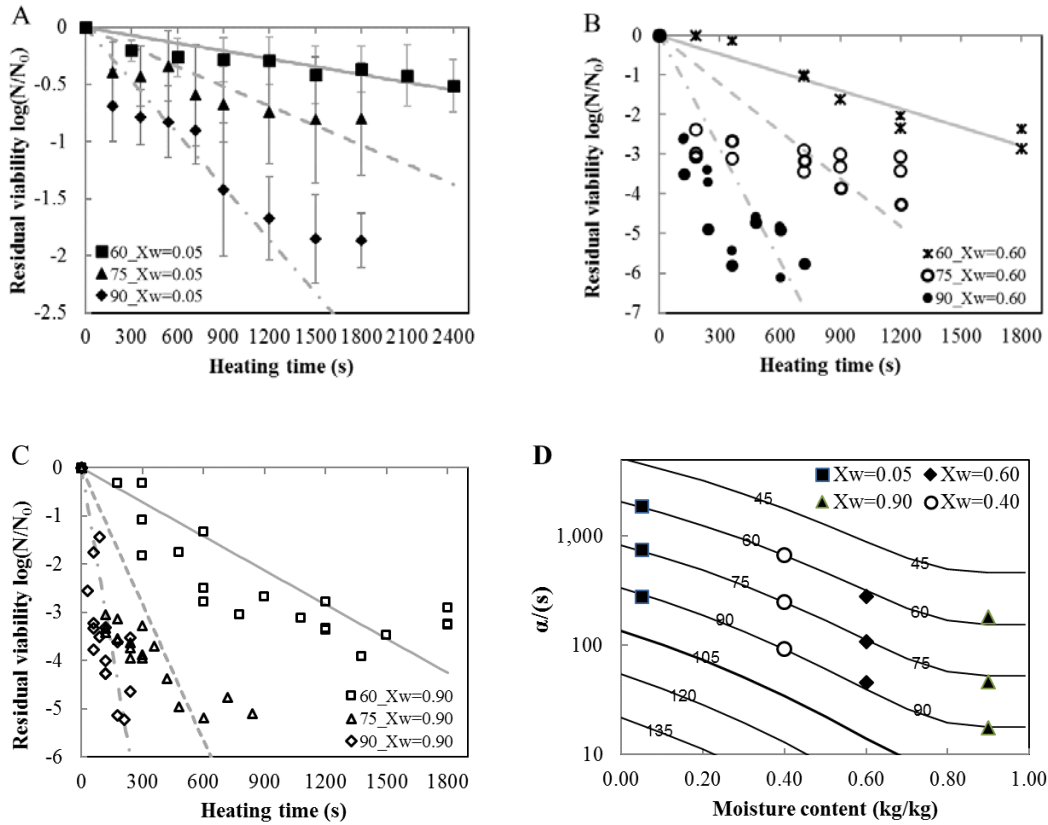 A
Residual viability log(N/N0)
0
-0.5
-1
-1.5
-2
-2.5
60_Xw=0.05
75_Xw=0.05
90_Xw=0.05
0 300 600 900 1200 1500 1800 2100 2400
Heating time (s)
B
Residual viability log(N/N0)
0
-1
-2
-3
-4
-5
-6
-7
60_Xw=0.60
75_Xw=0.60
90_Xw=0.60
0 300 600 900 1200 1500 1800
Heating time (s)
C
Residual viability log(N/N0)
0
-1
-2
-3
-4
-5
-6
60_Xw=0.90
75_Xw=0.90
90_Xw=0.90
0 300 600 900 1200 1500 1800
Heating time (s)
D
α/(s)
1,000
100
10
Xw=0.05 Xw=0.60
Xw=0.90 Xw=0.40
45
45
60
60
75
75
90
90
105
120
135
0.00 0.20 0.40 0.60 0.80 1.00
Moisture content (kg/kg)